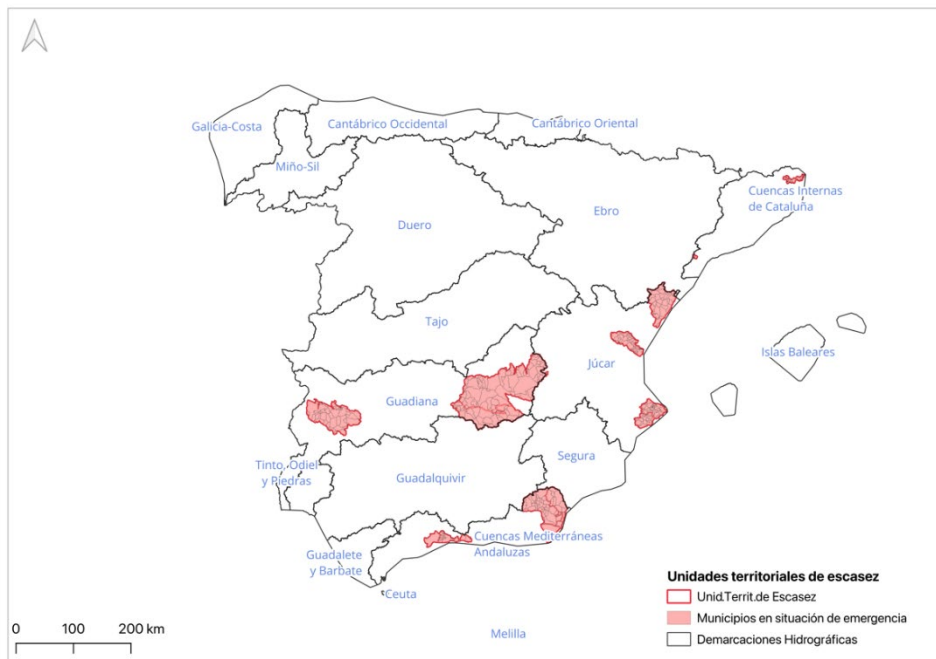 Galicia-Costa
Cantábrico Occidental
Cantábrico Oriental
Miño-Sil
Cuencas Internas
de Cataluña
Duero
Ebro
Tajo
Islas Baleares
Júcar
Guadiana
Segura
Tinto, Odiel
y Piedras
Guadalquivir
Cuencas Mediterráneas
Andaluzas
Guadalete
y Barbate
Ceuta
Melilla
Unidades territoriales de escasez
Unid.Territ.de Escasez
Municipios en situación de emergencia
Demarcaciones Hidrográficas
0 100 200 km